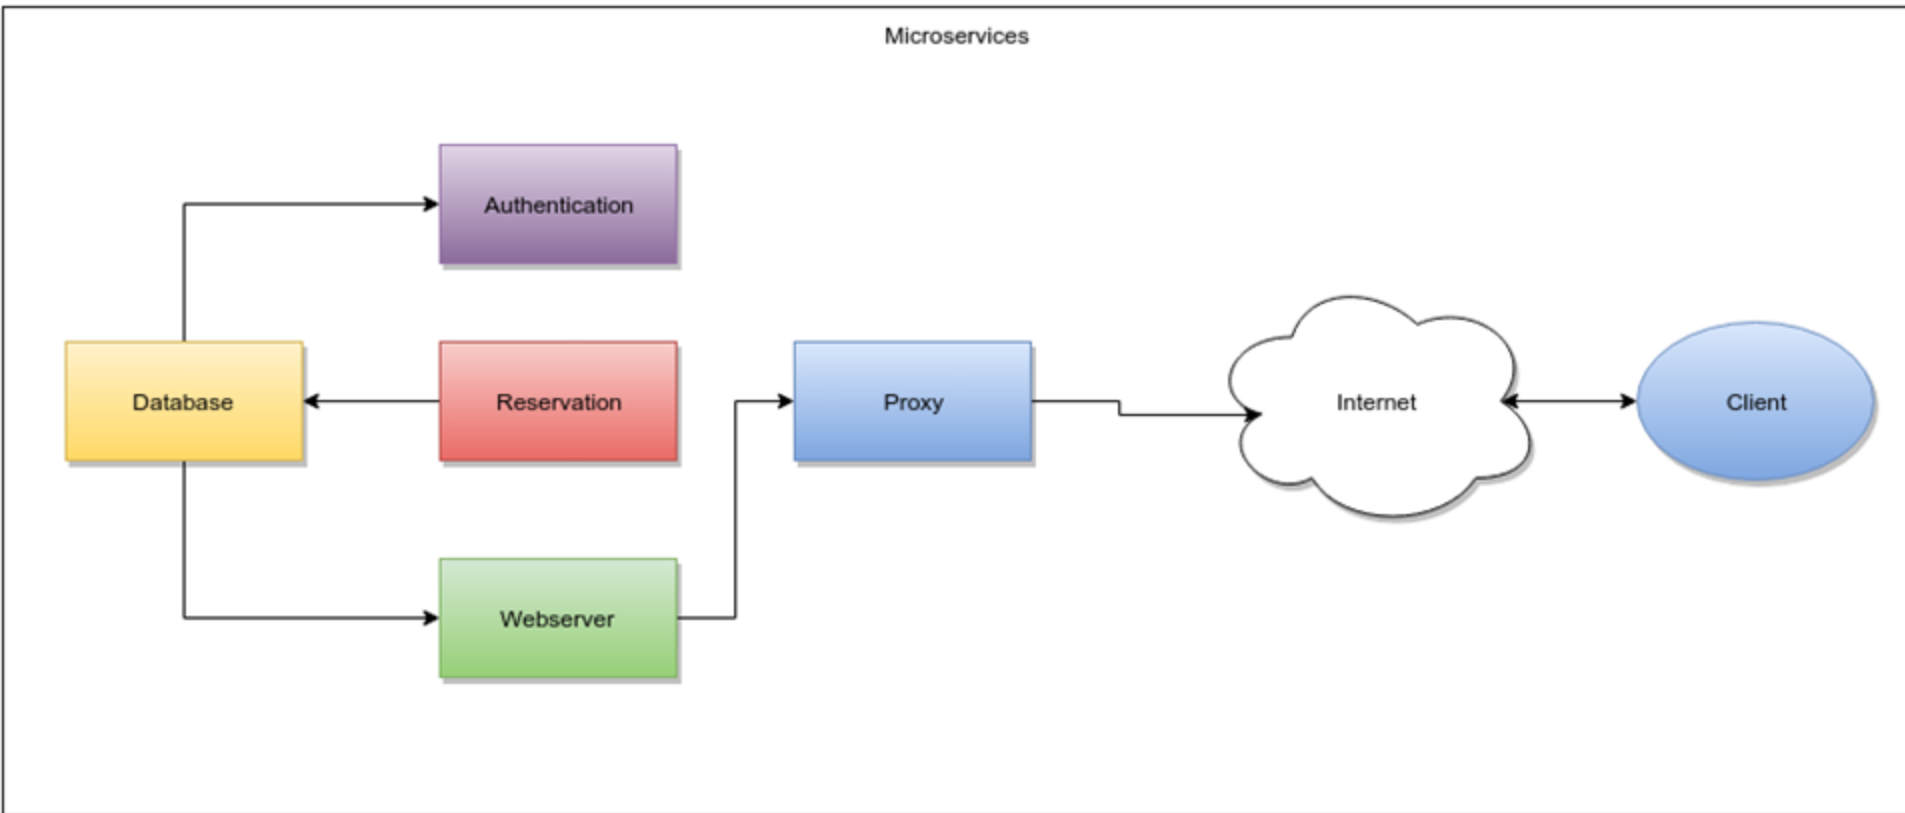 Microservices
Authentication
Database
Reservation
Proxy
Internet
Client
Webserver